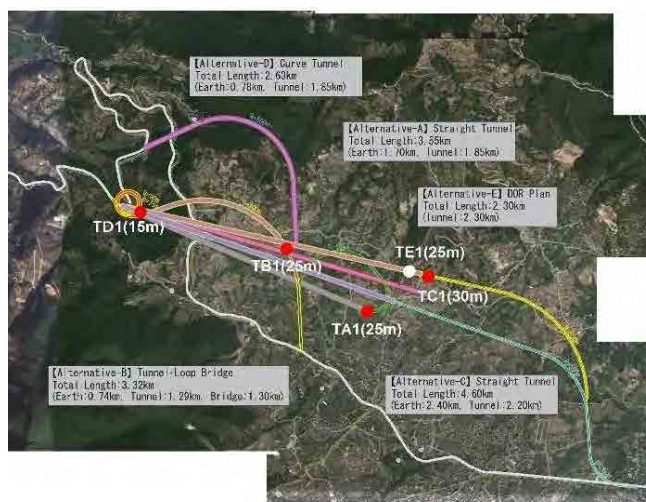 【Alternative-D】 Curve Tunnel
Total Length:2.63km
(Earth:0.78km, Tunnel:1.85km)
【Alternative-A】 Straight Tunnel
Total Length:3.55km
(Earth:1.70km, Tunnel:1.85km)
【Alternative-E】 DOR Plan
Total Length:2.30km
(Tunnel:2.30km)
TD1(15m)
TE1(25m)
TB1(25m)
TC1(30m)
TA1(25m)
【Alternative-B】 Tunnel-Loop Bridge
Total Length:3.32km
(Earth:0.74km, Tunnel:1.29km, Bridge:1.30km)
【Alternative-C】 Straight Tunnel
Total Length:4.60km
(Earth:2.40km, Tunnel:2.20km)